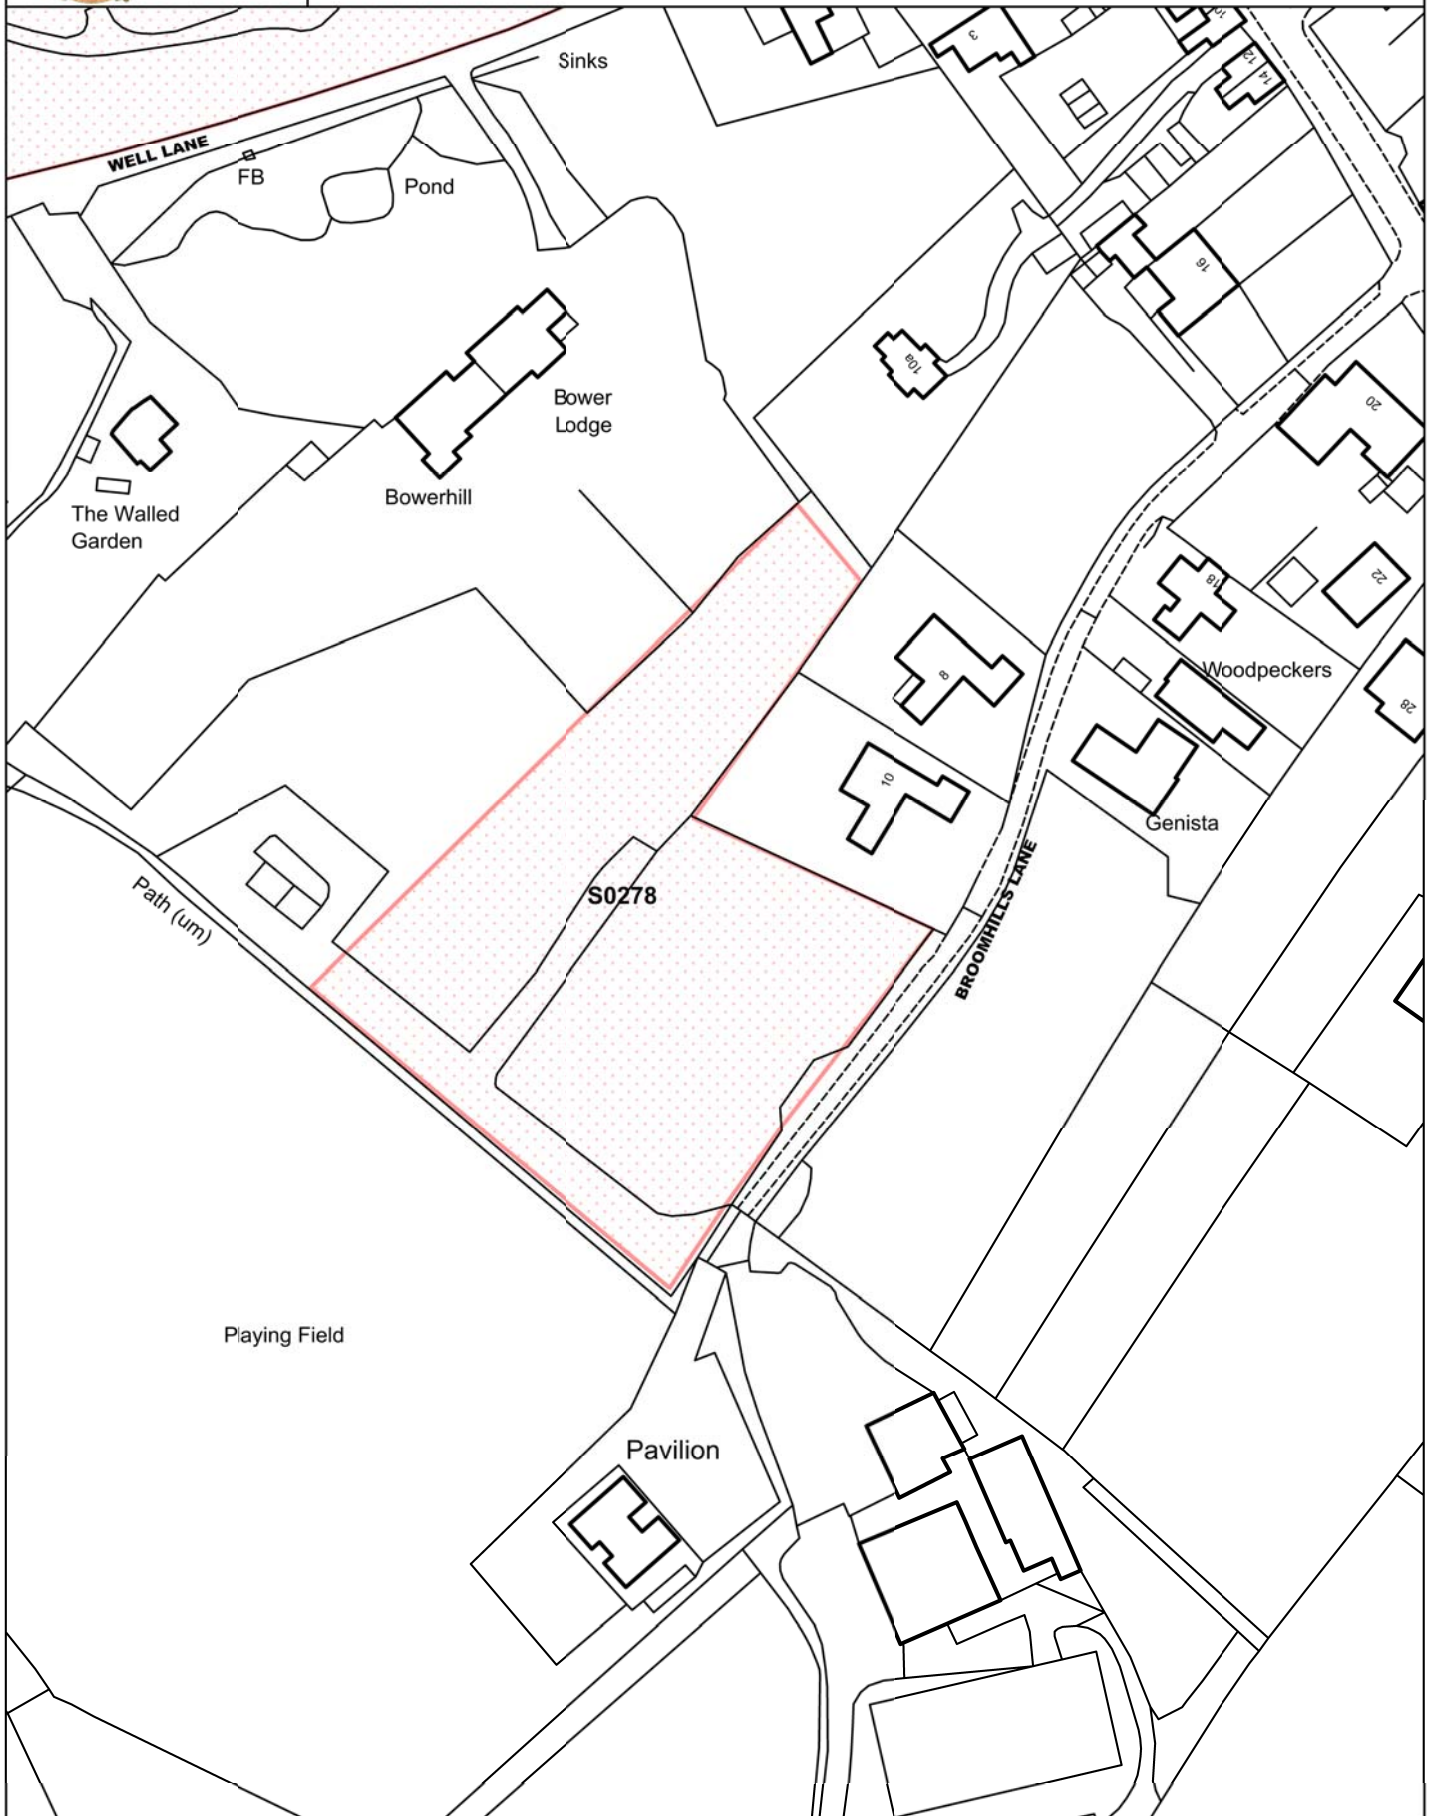 Sinks
3
12
14
WELL LANE
FB
Pond
16
10a
20
Bower
Lodge
Bowerhill
The Walled
Garden
18
22
8
Woodpeckers
28
10
Genista
S0278
Path (um)
BROOMHILLS LANE
Playing Field
Pavilion